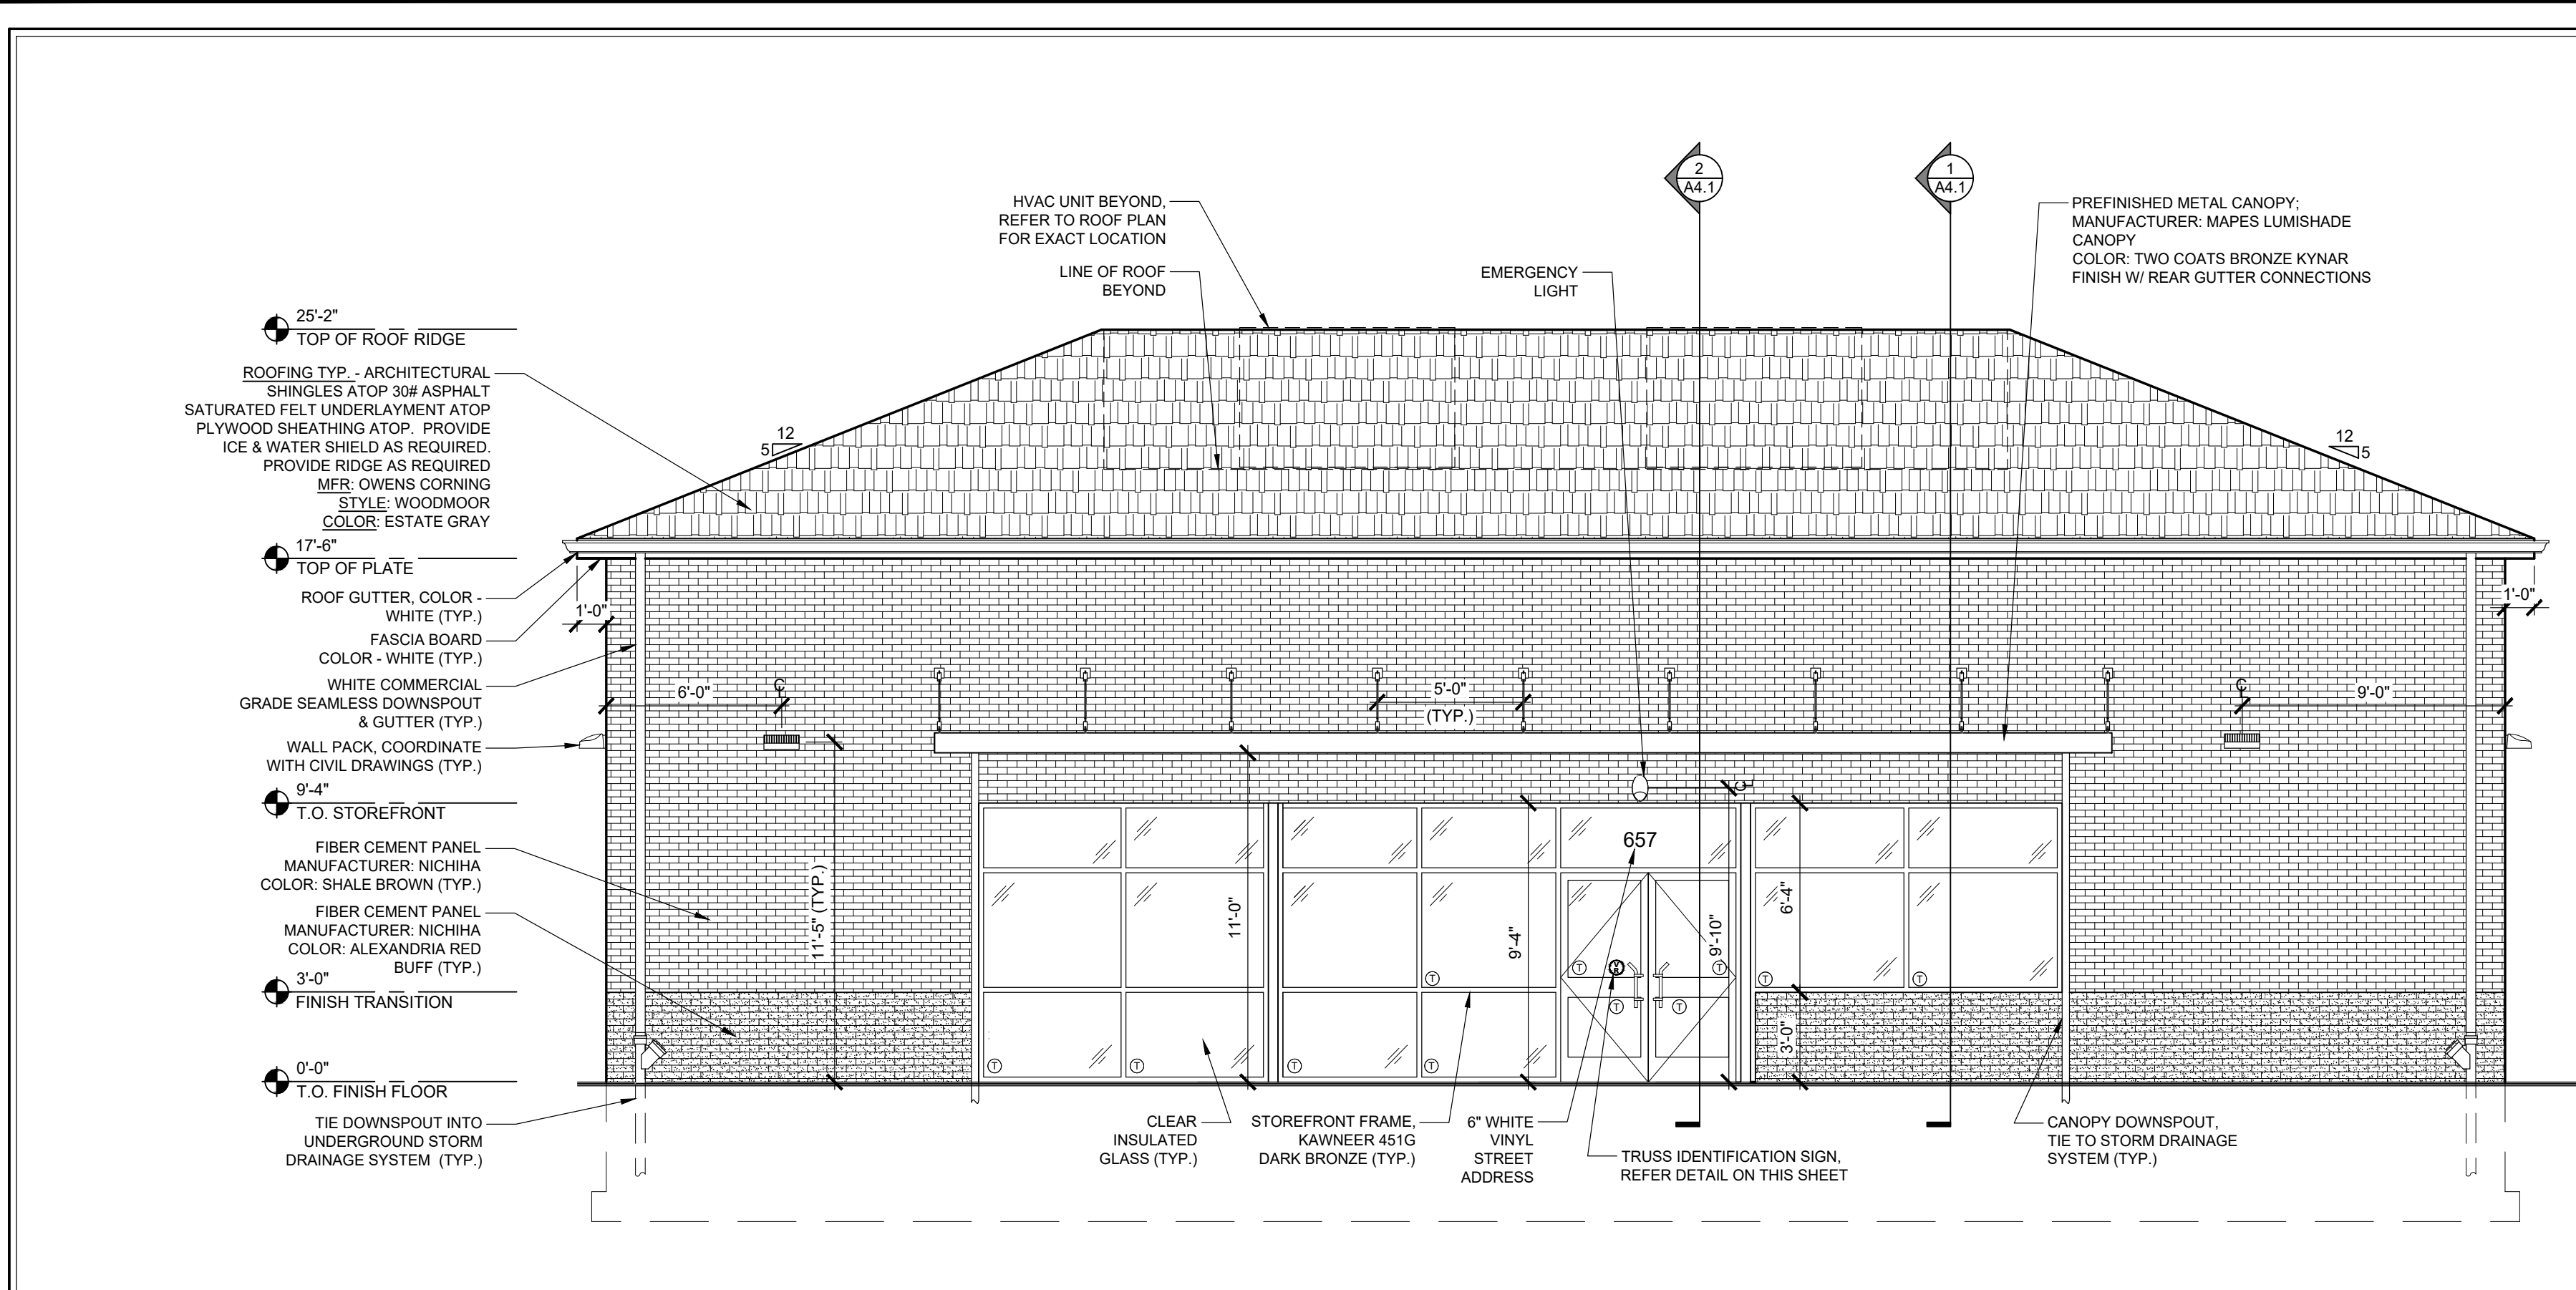 2
A4.1
1
A4.1
HVAC UNIT BEYOND,
REFER TO ROOF PLAN
FOR EXACT LOCATION
LINE OF ROOF
BEYOND
EMERGENCY
LIGHT
PREFINISHED METAL CANOPY;
MANUFACTURER: MAPES LUMISHADE
CANOPY
COLOR: TWO COATS BRONZE KYNAR
FINISH W/ REAR GUTTER CONNECTIONS
25'-2"
TOP OF ROOF RIDGE
ROOFING TYP. - ARCHITECTURAL
SHINGLES ATOP 30# ASPHALT
SATURATED FELT UNDERLAYMENT ATOP
PLYWOOD SHEATHING ATOP. PROVIDE
ICE & WATER SHIELD AS REQUIRED.
PROVIDE RIDGE AS REQUIRED
MFR: OWENS CORNING
STYLE: WOODMOOR
COLOR: ESTATE GRAY
12
5
12
5
17'-6"
TOP OF PLATE
ROOF GUTTER, COLOR -
WHITE (TYP.)
FASCIA BOARD
COLOR - WHITE (TYP.)
WHITE COMMERCIAL
GRADE SEAMLESS DOWNSPOUT
& GUTTER (TYP.)
WALL PACK, COORDINATE
WITH CIVIL DRAWINGS (TYP.)
1'-0"
1'-0"
6'-0"
CL
5'-0"
(TYP.)
CL
9'-0"
9'-4"
T.O. STOREFRONT
FIBER CEMENT PANEL
MANUFACTURER: NICHIHA
COLOR: SHALE BROWN (TYP.)
FIBER CEMENT PANEL
MANUFACTURER: NICHIHA
COLOR: ALEXANDRIA RED
BUFF (TYP.)
3'-0"
FINISH TRANSITION
0'-0"
T.O. FINISH FLOOR
TIE DOWNSPOUT INTO
UNDERGROUND STORM
DRAINAGE SYSTEM (TYP.)
11'-5" (TYP.)
11'-0"
9'-4"
CL
657
9'-10"
6'-4"
3'-0"
T
T
T
T
T
T
T
T
T
T
T
V
R
CLEAR
INSULATED
GLASS (TYP.)
STOREFRONT FRAME,
KAWNEER 451G
DARK BRONZE (TYP.)
6" WHITE
VINYL
STREET
ADDRESS
TRUSS IDENTIFICATION SIGN,
REFER DETAIL ON THIS SHEET
CANOPY DOWNSPOUT,
TIE TO STORM DRAINAGE
SYSTEM (TYP.)